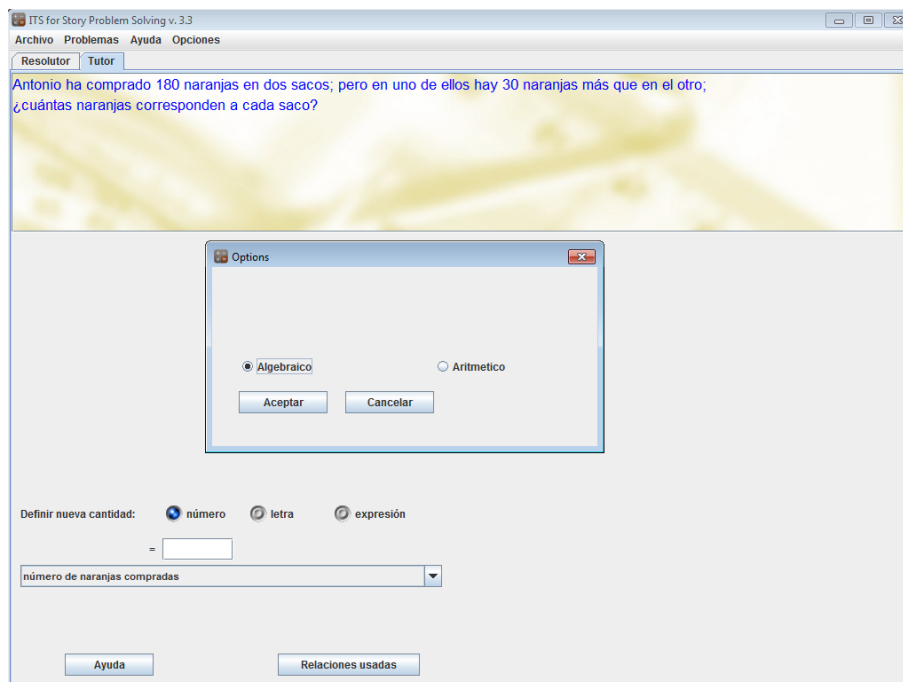 ITS for Story Problem Solving v. 3.3
Archivo Problemas Ayuda Opciones
Resolutor Tutor
Antonio ha comprado 180 naranjas en dos sacos; pero en uno de ellos hay 30 naranjas más que en el otro;
¿cuántas naranjas corresponden a cada saco?
Options
Algebraico Aritmetico
Aceptar Cancelar
Definir nueva cantidad: número letra expresión
=
número de naranjas compradas
Ayuda Relaciones usadas